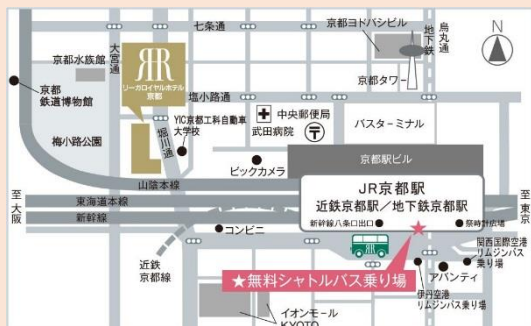 七条通
京都ヨドバシビル
地下鉄
烏丸通
N
京都水族館
大宮通
RR
リーガロイヤルホテル
京都
京都タワー
京都
鉄道博物館
塩小路通
YIC京都工科自動車
大学校
中央郵便局
武田病院
バスターミナル
梅小路公園
堀川通
ビックカメラ
京都駅ビル
山陰本線
JR京都駅
近鉄京都駅/地下鉄京都駅
至大阪
東海道本線
新幹線
新幹線八条口出口
祭時計広場
至東京
コンビニ
関西国際空港
リムジンバス
乗り場
近鉄
京都線
★無料シャトルバス乗り場
アバンティ
伊丹空港
リムジンバス乗り場
イオンモール
KYOTO